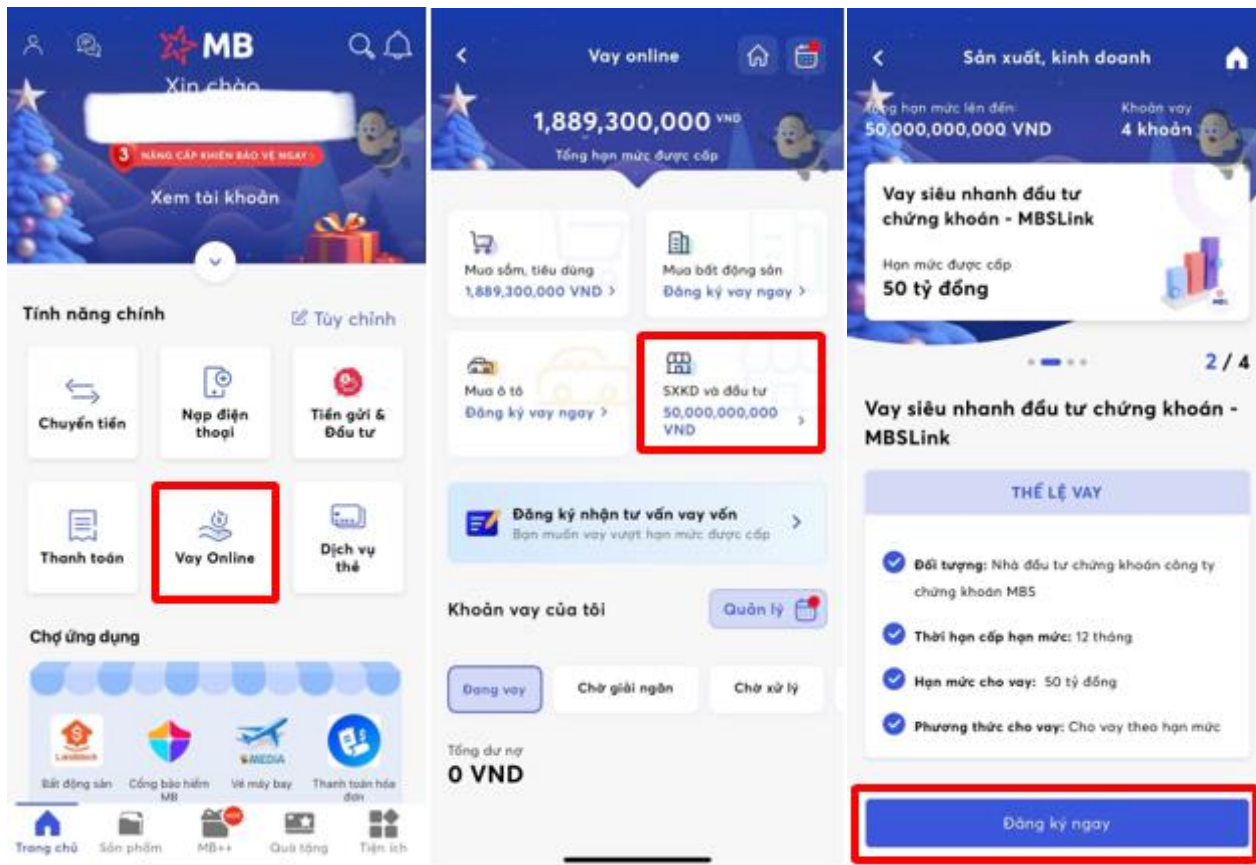 MB
Xin chào
3 NÂNG CẤP KHIÊN BẢO VỆ NGAY >
Xem tài khoản
Tính năng chính
Tùy chỉnh
Chuyển tiền
Nạp điện
thoại
Tiền gửi &
Đầu tư
Thanh toán
Vay Online
Dịch vụ
thẻ
Chợ ứng dụng
Landstock
MEDIA
Bất động sản
Cổng bảo hiểm
MB
Vé máy bay
Thanh toán hóa
đơn
Trang chủ
Sản phẩm
HOT
MB++
Quà tặng
Tiện ích
Vay online
1,889,300,000 VND
Tổng hạn mức được cấp
Mua sắm, tiêu dùng
1,889,300,000 VND >
Mua bất động sản
Đăng ký vay ngay >
Mua ô tô
Đăng ký vay ngay >
SXKD và đầu tư
50,000,000,000
VND >
Đăng ký nhận tư vấn vay vốn
Bạn muốn vay vượt hạn mức được cấp
Khoản vay của tôi
Quản lý
Đang vay
Chờ giải ngân
Chờ xử lý
Tổng dư nợ
0 VND
Sản xuất, kinh doanh
Tổng hạn mức lên đến
50,000,000,000 VND
Khoản vay
4 khoản
Vay siêu nhanh đầu tư
chứng khoán - MBSLink
Hạn mức được cấp
50 tỷ đồng
2 / 4
Vay siêu nhanh đầu tư chứng khoán -
MBSLink
THỂ LỆ VAY
Đối tượng: Nhà đầu tư chứng khoán công ty
chứng khoán MBS
Thời hạn cấp hạn mức: 12 tháng
Hạn mức cho vay: 50 tỷ đồng
Phương thức cho vay: Cho vay theo hạn mức
Đăng ký ngay